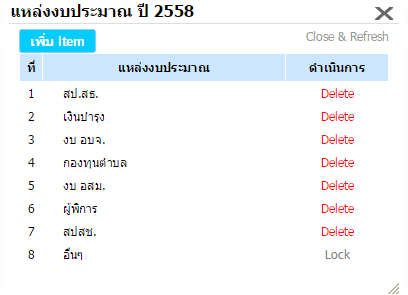 แหล่งงบประมาณ ปี 2558
เพิ่ม Item
Close & Refresh
ที่ แหล่งงบประมาณ ดำเนินการ
1 สป.สธ. Delete
2 เงินบำรุง Delete
3 งบ อบจ. Delete
4 กองทุนตำบล Delete
5 งบ อสม. Delete
6 ผู้พิการ Delete
7 สปสช. Delete
8 อื่นๆ Lock